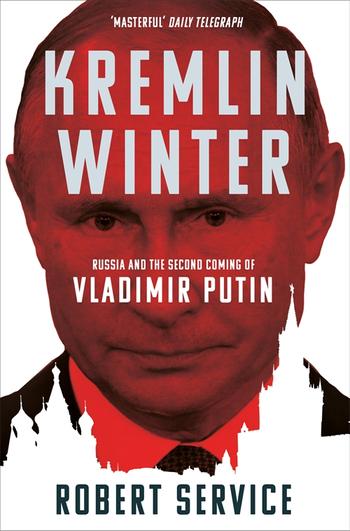 'MASTERFUL' DAILY TELEGRAPH
KREMLIN
WINTER
RUSSIA AND THE SECOND COMING OF
VLADIMIR PUTIN
ROBERT SERVICE